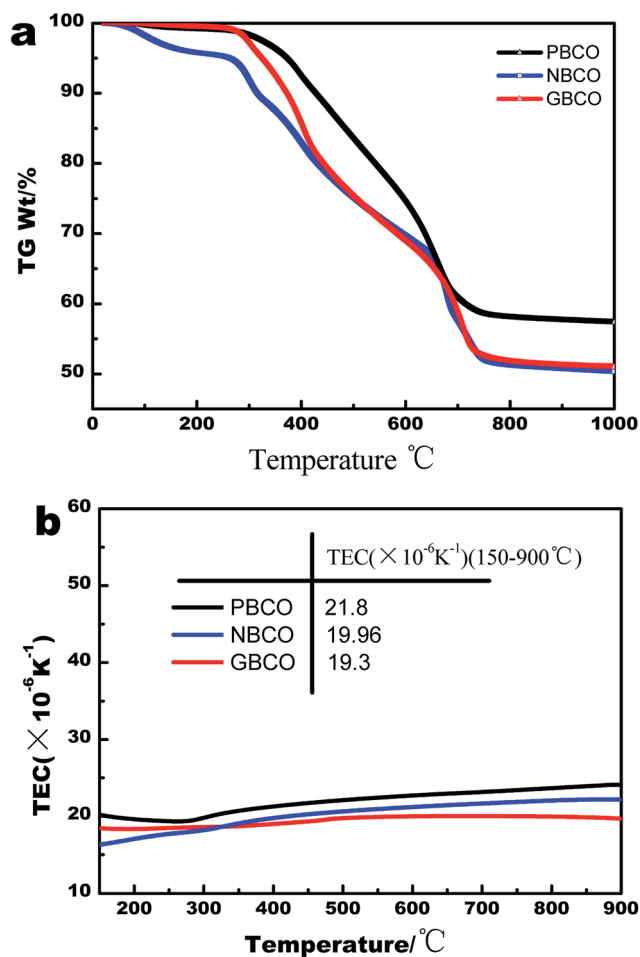 a
100
90
80
70
60
50
TG Wt/%
PBCO
NBCO
GBCO
0 200 400 600 800 1000
Temperature ℃
b
60
50
40
30
20
10
TEC(×10⁻⁶K⁻¹)
TEC(×10⁻⁶K⁻¹)(150-900℃)
PBCO 21.8
NBCO 19.96
GBCO 19.3
200 300 400 500 600 700 800 900
Temperature/℃